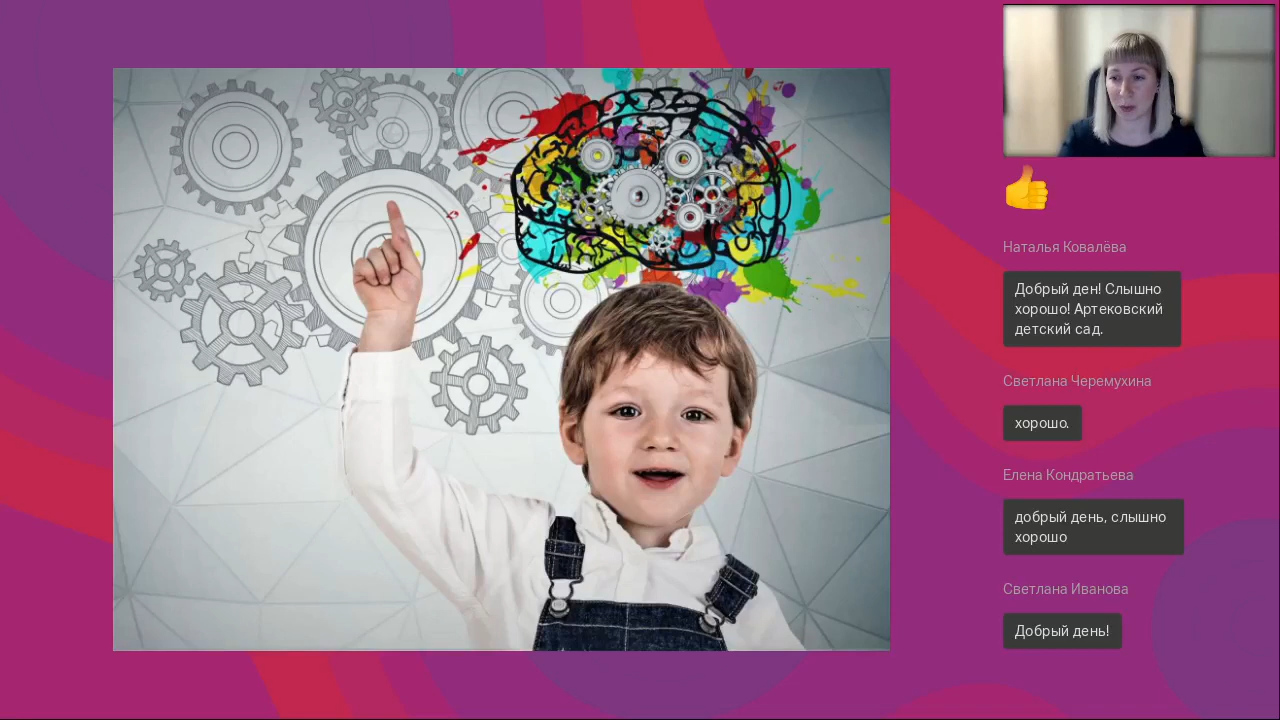 Наталья Ковалёва
Добрый ден! Слышно
хорошо! Артековский
детский сад.
Светлана Черемухина
хорошо.
Елена Кондратьева
добрый день, слышно
хорошо
Светлана Иванова
Добрый день!